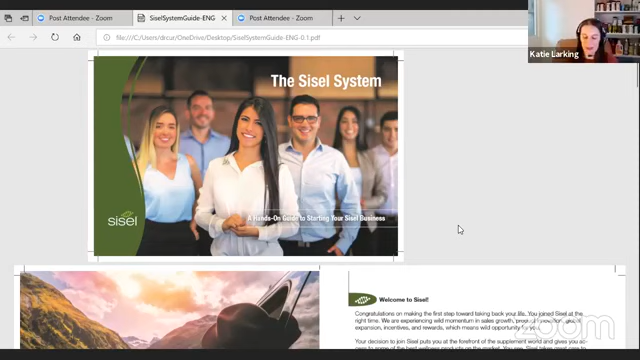 Post Attendee - Zoom
SiselSystemGuide-ENG
Post Attendee - Zoom
file:///C:/Users/drcur/OneDrive/Desktop/SiselSystemGuide-ENG-0.1.pdf
Katie Larking
The Sisel System
sisel
A Hands-On Guide to Starting Your Sisel Business
Welcome to Sisel!
Congratulations on making the first step toward taking back your life. You joined Sisel at the
right time. We are experiencing wild momentum in sales growth, product innovation, global
expansion, incentives, and rewards, which means wild opportunity for you.
Your decision to join Sisel puts you at the forefront of the supplement world and gives you ac-
zoom